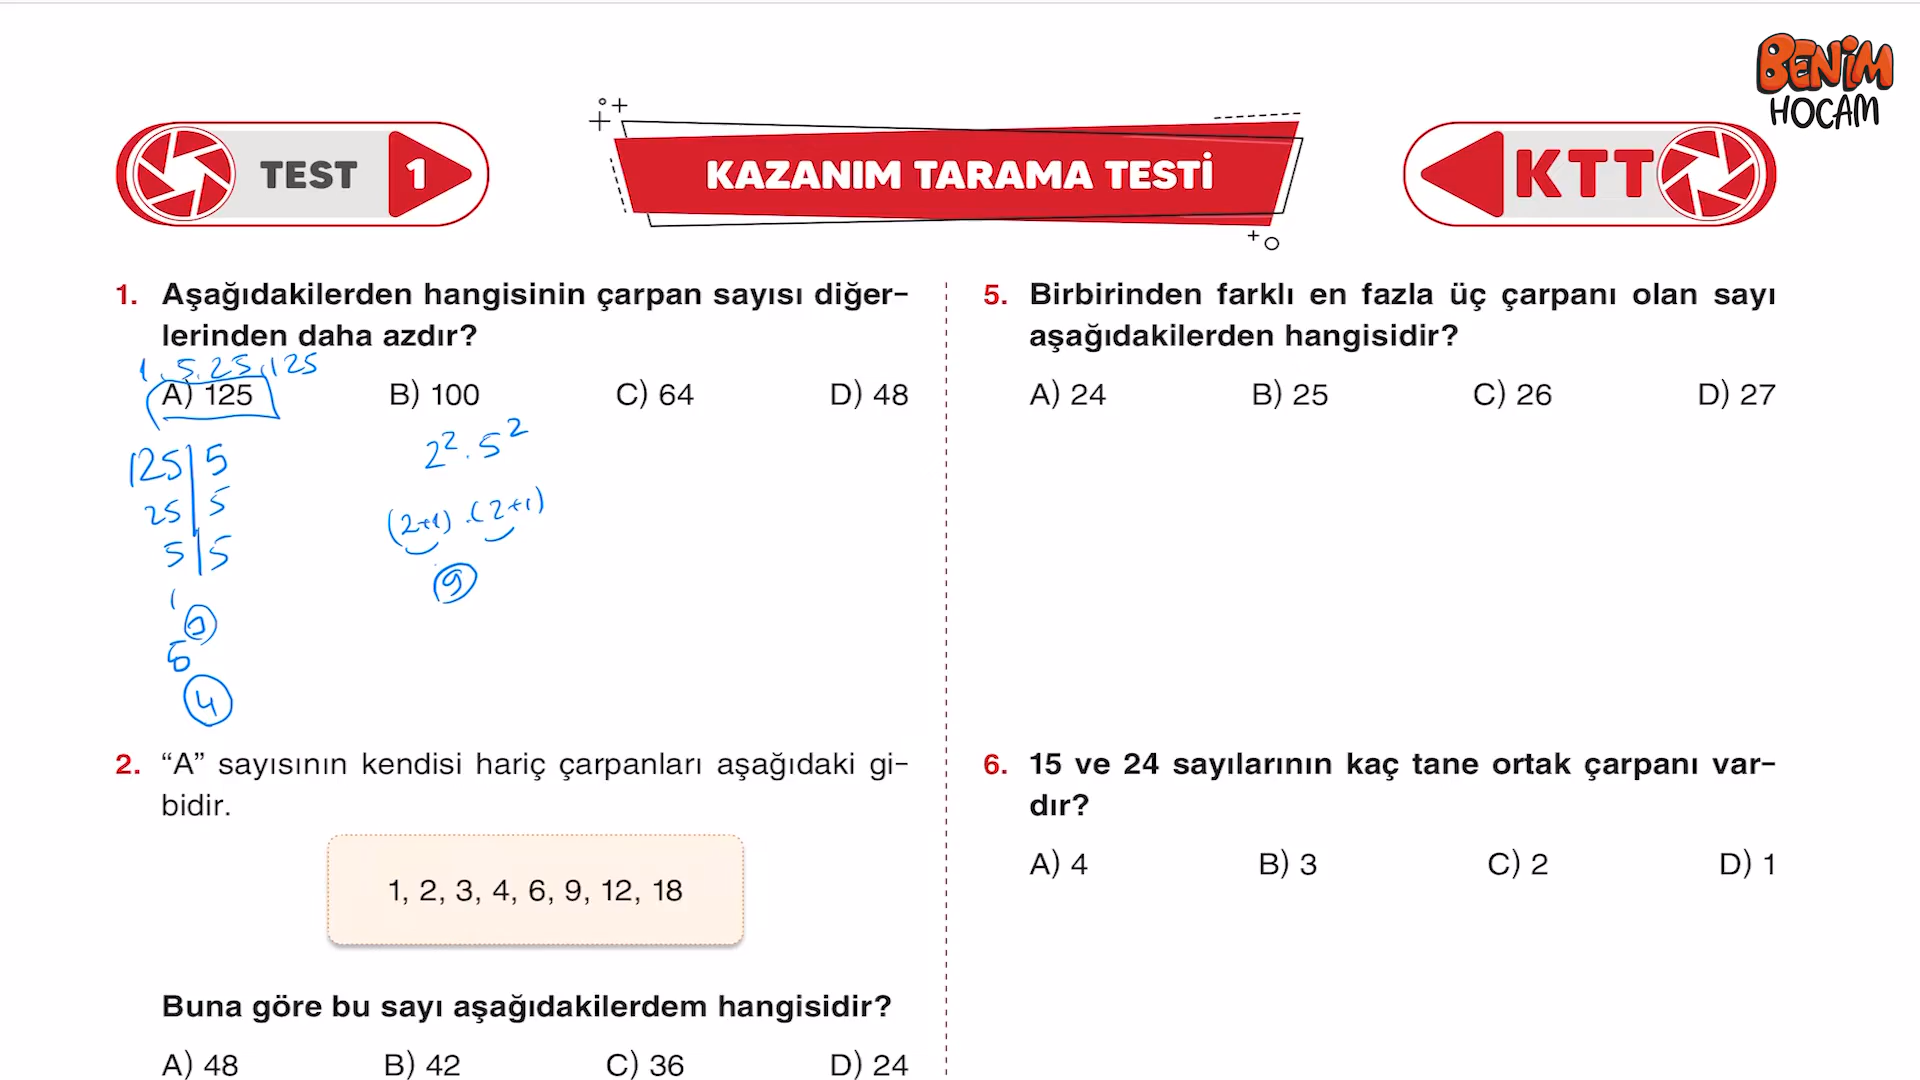 BENİM
HOCAM
TEST 1
KAZANIM TARAMA TESTİ
KTT
1. Aşağıdakilerden hangisinin çarpan sayısı diğer-
lerinden daha azdır?
1, 5, 25, 125
A) 125 B) 100 C) 64 D) 48
125 | 5
25 | 5
5 | 5
1
4
2² . 5²
(2+1) . (2+1)
9
2. “A” sayısının kendisi hariç çarpanları aşağıdaki gi-
bidir.
1, 2, 3, 4, 6, 9, 12, 18
Buna göre bu sayı aşağıdakilerdem hangisidir?
A) 48 B) 42 C) 36 D) 24
5. Birbirinden farklı en fazla üç çarpanı olan sayı
aşağıdakilerden hangisidir?
A) 24 B) 25 C) 26 D) 27
6. 15 ve 24 sayılarının kaç tane ortak çarpanı var-
dır?
A) 4 B) 3 C) 2 D) 1